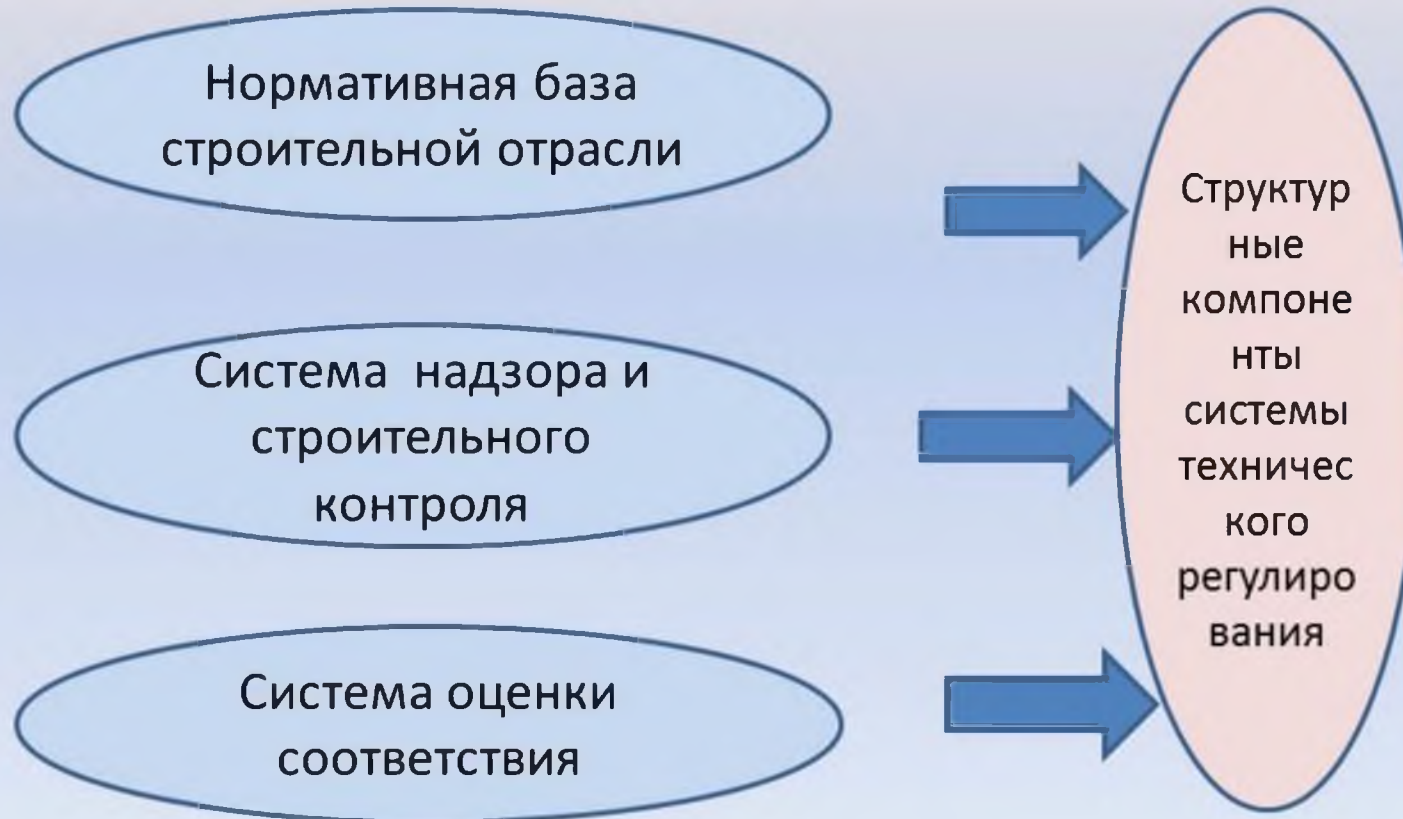 Нормативная база
строительной отрасли
Система надзора и
строительного
контроля
Система оценки
соответствия
Структур
ные
компоне
нты
системы
техничес
кого
регулиро
вания